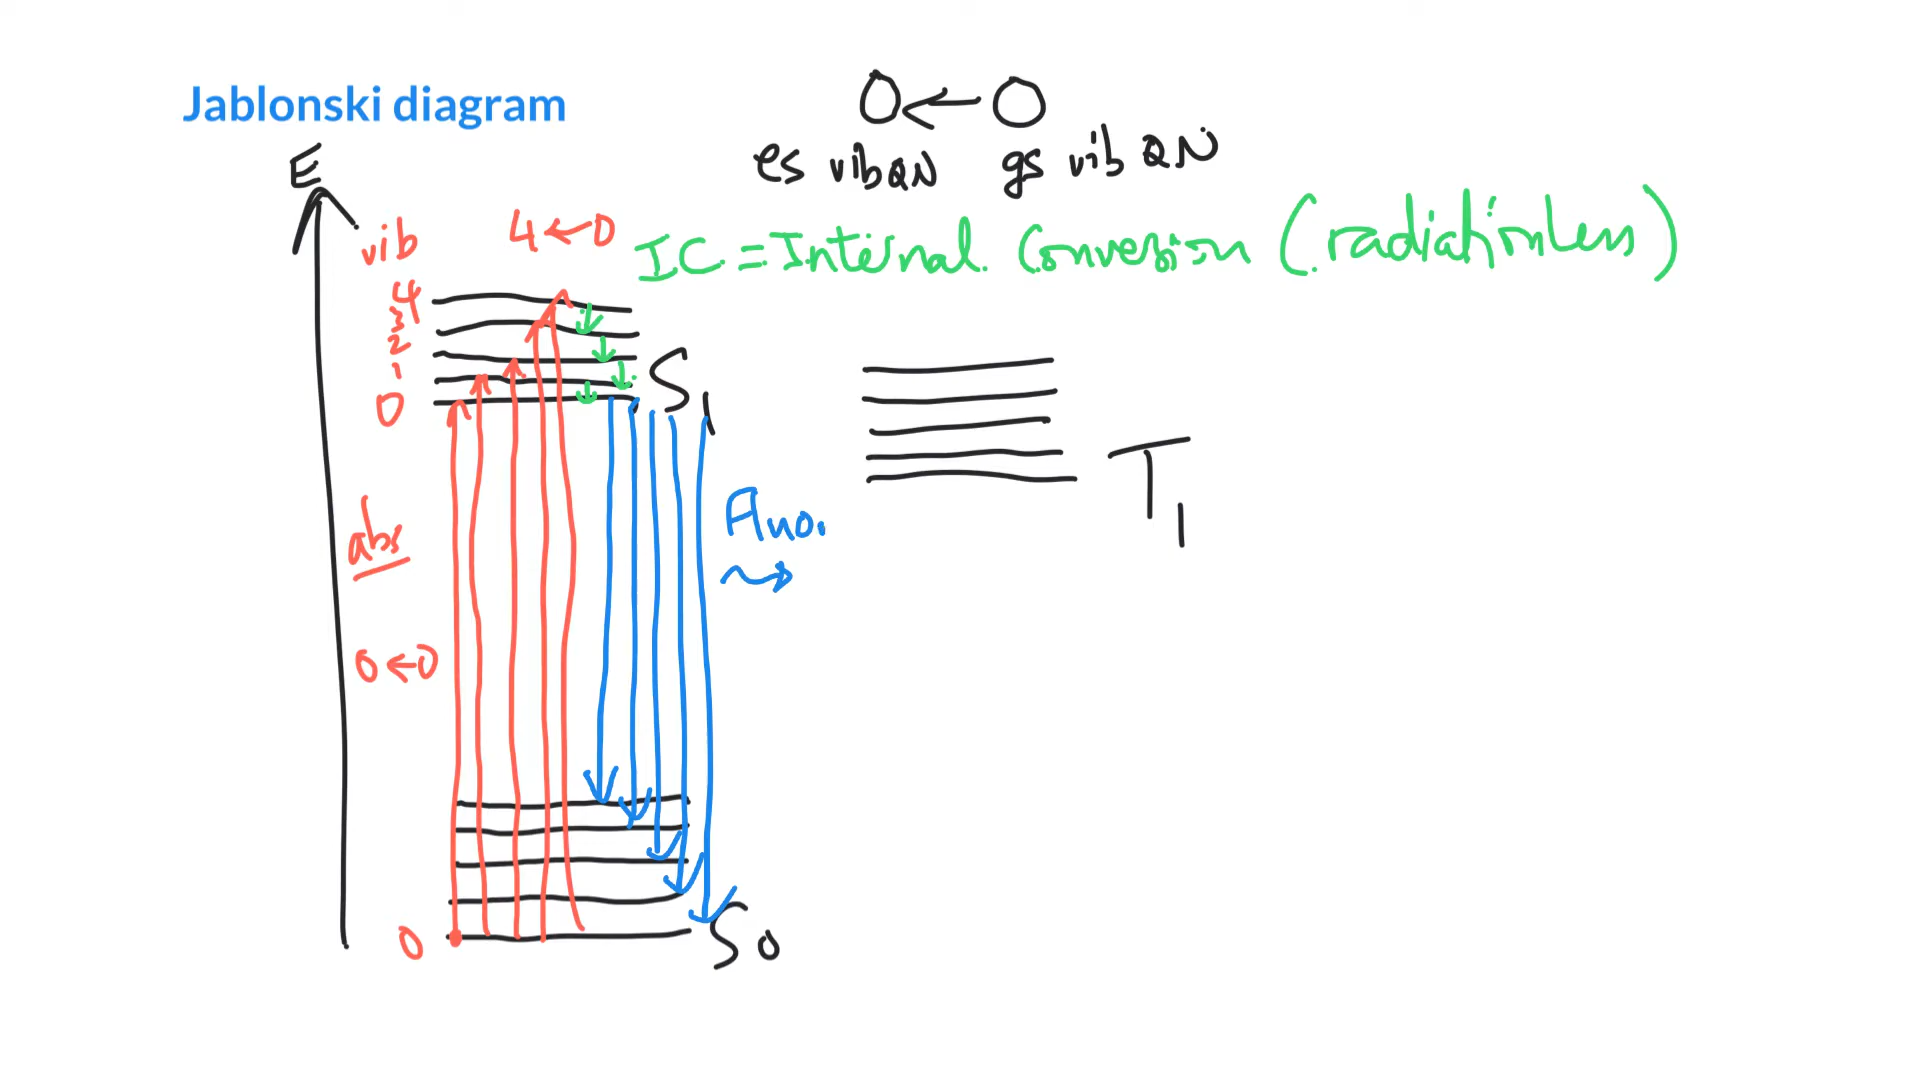 Jablonski diagram
0 ← 0
es vib QN gs vib QN
E
vib
4 ← 0
IC = Internal Conversion (radiationless)
4
3
2
1
0
S1
T1
Fluo.
abs
0 ← 0
0
S0